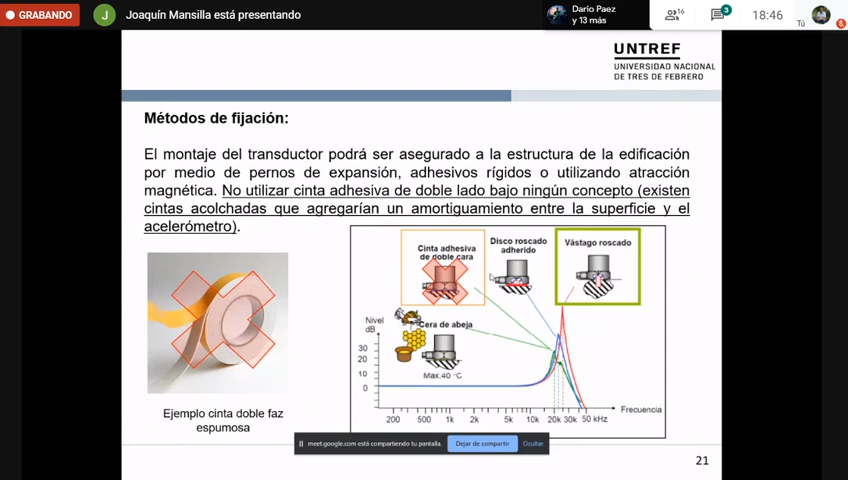 GRABANDO
J
Joaquín Mansilla está presentando
Dario Paez
y 13 más
16
3
18:46
Tú
UNTREF
UNIVERSIDAD NACIONAL
DE TRES DE FEBRERO
Métodos de fijación:
El montaje del transductor podrá ser asegurado a la estructura de la edificación
por medio de pernos de expansión, adhesivos rígidos o utilizando atracción
magnética. No utilizar cinta adhesiva de doble lado bajo ningún concepto (existen
cintas acolchadas que agregarían un amortiguamiento entre la superficie y el
acelerómetro).
Cinta adhesiva
de doble cara
Disco roscado
adherido
Vástago roscado
Nivel
dB
Cera de abeja
Max.40 °C
30
20
10
0
200 500 1k 2k 5k 10k 20k 30k 50 kHz
Frecuencia
Ejemplo cinta doble faz
espumosa
meet.google.com está compartiendo tu pantalla.
Dejar de compartir
Ocultar
21